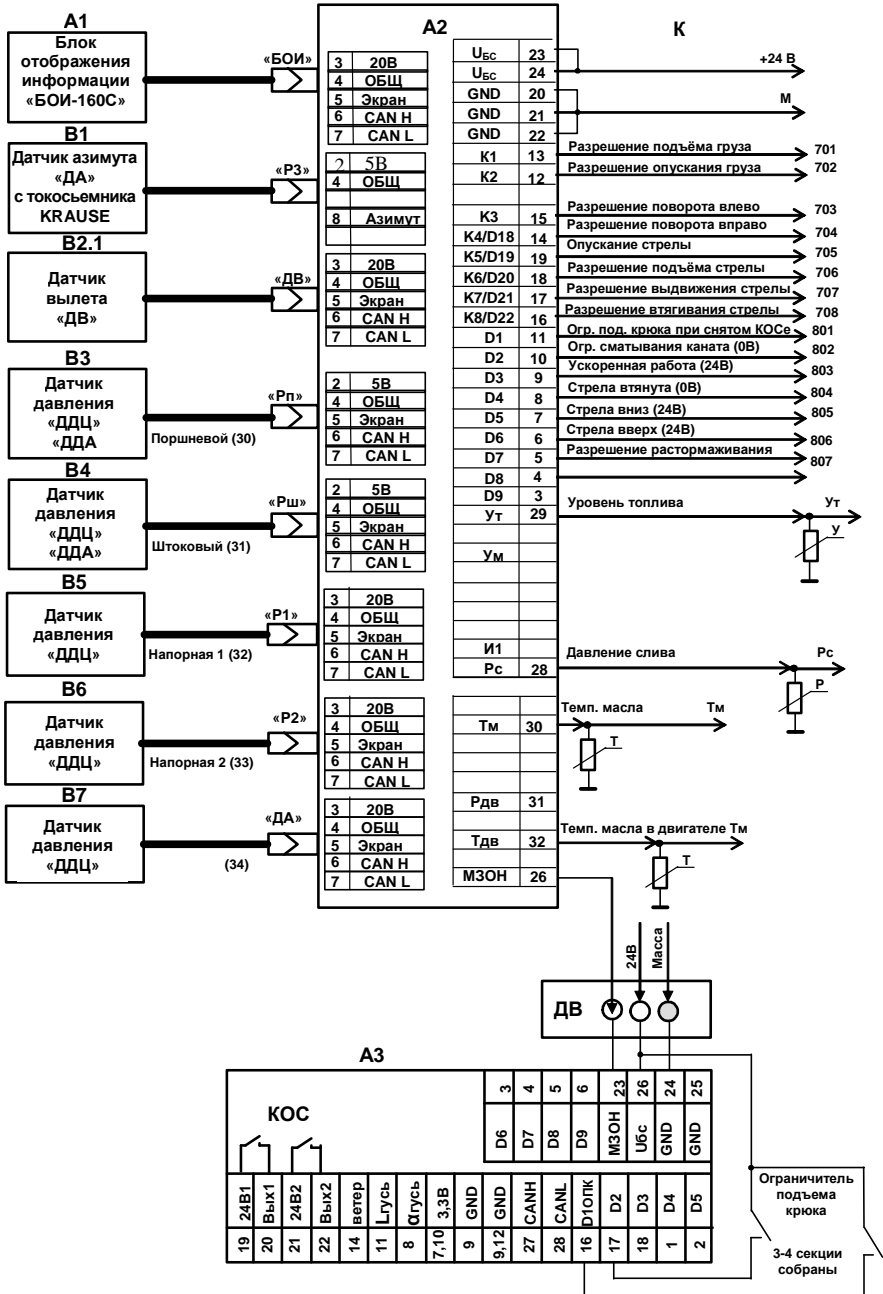 А1
Блок
отображения
информации
«БОИ-160С»
«БОИ»
В1
Датчик азимута
«ДА»
с токосьемника
KRAUSE
«Р3»
В2.1
Датчик
вылета
«ДВ»
«ДВ»
В3
Датчик
давления
«ДДЦ»
«ДДА
«Рп»
Поршневой (30)
В4
Датчик
давления
«ДДЦ»
«ДДА»
«Рш»
Штоковый (31)
В5
Датчик
давления
«ДДЦ»
«Р1»
Напорная 1 (32)
В6
Датчик
давления
«ДДЦ»
«Р2»
Напорная 2 (33)
В7
Датчик
давления
«ДДЦ»
«ДА»
(34)
А2
3 20В
4 ОБЩ
5 Экран
6 CAN H
7 CAN L
2 5В
4 ОБЩ
8 Азимут
3 20В
4 ОБЩ
5 Экран
6 CAN H
7 CAN L
2 5В
4 ОБЩ
5 Экран
6 CAN H
7 CAN L
2 5В
4 ОБЩ
5 Экран
6 CAN H
7 CAN L
3 20В
4 ОБЩ
5 Экран
6 CAN H
7 CAN L
3 20В
4 ОБЩ
5 Экран
6 CAN H
7 CAN L
3 20В
4 ОБЩ
5 Экран
6 CAN H
7 CAN L
К
UБС 23
UБС 24
+24 В
GND 20
GND 21
М
GND 22
К1 13 Разрешение подъёма груза 701
К2 12 Разрешение опускания груза 702
К3 15 Разрешение поворота влево 703
К4/D18 14 Разрешение поворота вправо 704
К5/D19 19 Опускание стрелы 705
К6/D20 18 Разрешение подъёма стрелы 706
К7/D21 17 Разрешение выдвижения стрелы 707
К8/D22 16 Разрешение втягивания стрелы 708
D1 11 Огр. под. крюка при снятом КОСе 801
D2 10 Огр. сматывания каната (0В) 802
D3 9 Ускоренная работа (24В) 803
D4 8 Стрела втянута (0В) 804
D5 7 Стрела вниз (24В) 805
D6 6 Стрела вверх (24В) 806
D7 5 Разрешение растормаживания 807
D8 4
D9 3
Ут 29 Уровень топлива Ут
У
Ум
И1
Рс 28 Давление слива Рс
Р
Тм 30 Темп. масла Тм
Т
Рдв 31
Тдв 32 Темп. масла в двигателе Тм
Т
МЗОН 26
24В
Масса
ДВ
А3
КОС
3 4 5 6 23 26 24 25
D6 D7 D8 D9 МЗОН Uбс GND GND
24В1 Вых1 24В2 Вых2 ветер Lгусь αгусь 3,3В GND GND CANH CANL D1ОПК D2 D3 D4 D5
19 20 21 22 14 11 8 7,10 9 9,12 27 28 16 17 18 1 2
Ограничитель
подъема
крюка
3-4 секции
собраны